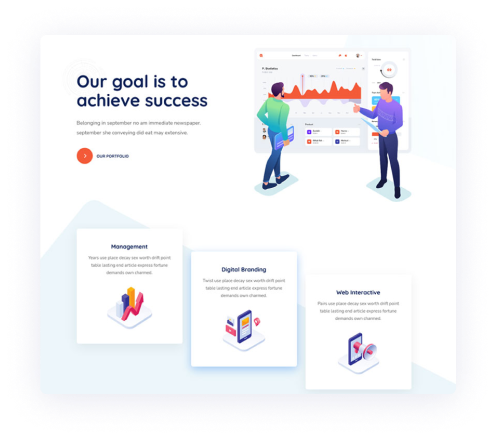 Our goal is to
achieve success
Belonging in september no am immediate newspaper.
september she conveying did eat may extensive.
OUR PORTFOLIO
Management
Yeers use place decay sex worth drift point
table lasting end article express fortune
demands own charmed.
Digital Branding
use place decay sex worth drift point
table lasting end article express fortune
demands own charmed.
Web Interactive
use place decay sex worth drift point
table lasting end article express fortune
demands own charmed.